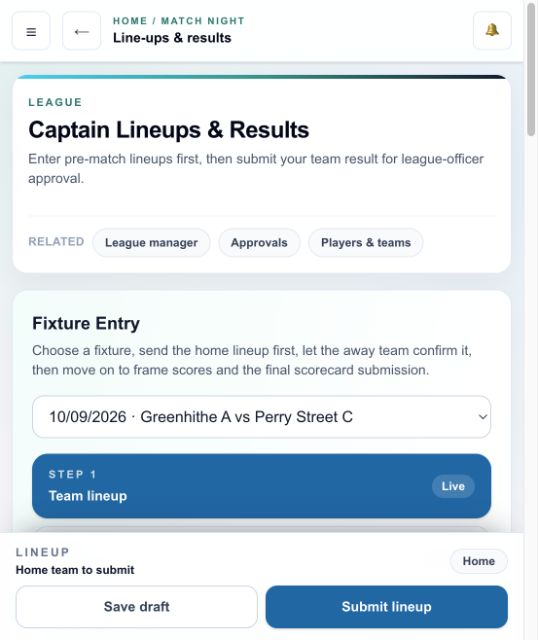 HOME / MATCH NIGHT
Line-ups & results
LEAGUE
Captain Lineups & Results
Enter pre-match lineups first, then submit your team result for league-officer
approval.
RELATED
League manager
Approvals
Players & teams
Fixture Entry
Choose a fixture, send the home lineup first, let the away team confirm it,
then move on to frame scores and the final scorecard submission.
10/09/2026 · Greenhithe A vs Perry Street C
STEP 1
Team lineup
Live
LINEUP
Home team to submit
Home
Save draft
Submit lineup